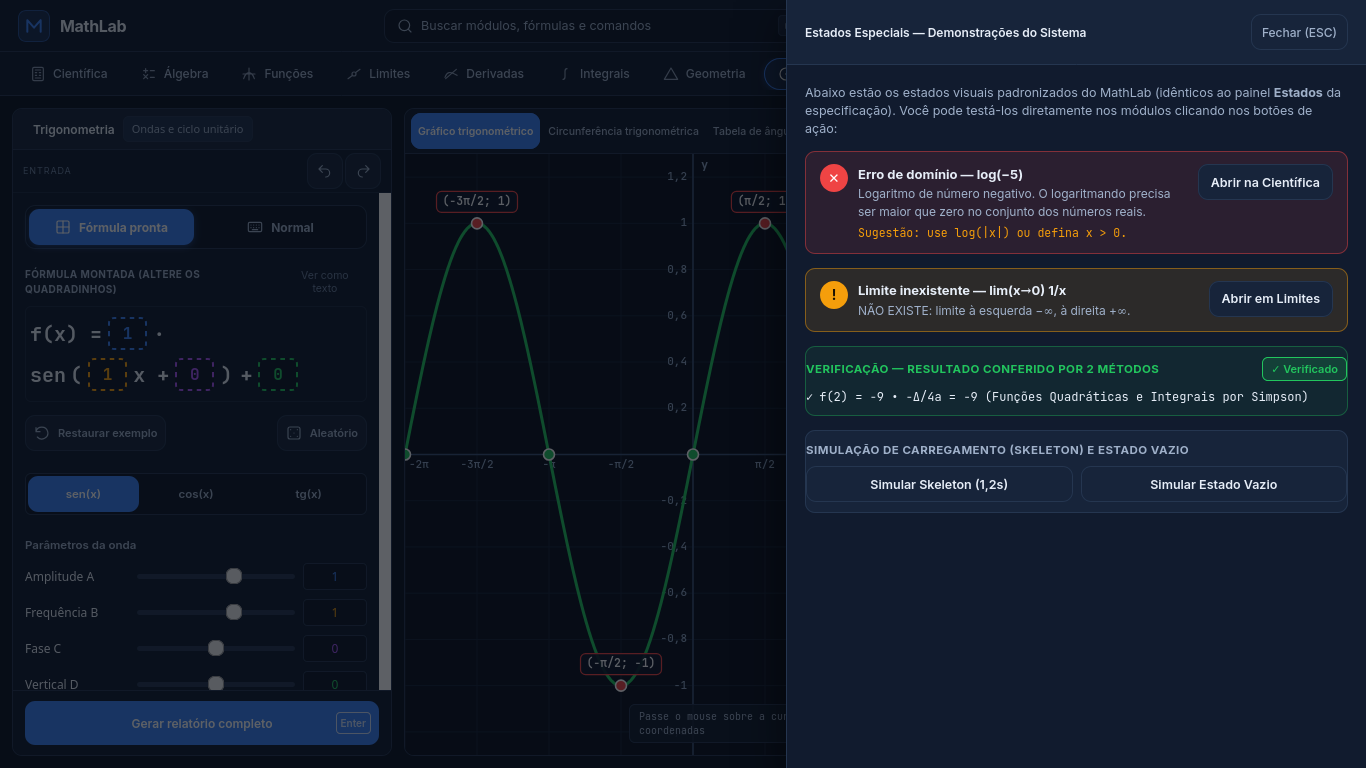 MathLab
Buscar módulos, fórmulas e comandos
Científica
Álgebra
Funções
Limites
Derivadas
Integrais
Geometria
Trigonometria
Ondas e ciclo unitário
ENTRADA
Fórmula pronta
Normal
FÓRMULA MONTADA (ALTERE OS
QUADRADINHOS)
Ver como
texto
f(x) = 1 ·
sen ( 1 x + 0 ) + 0
Restaurar exemplo
Aleatório
sen(x)
cos(x)
tg(x)
Parâmetros da onda
Amplitude A
1
Frequência B
1
Fase C
0
Vertical D
0
Gerar relatório completo
Enter
Gráfico trigonométrico
Circunferência trigonométrica
Tabela de
y
1,2
1
0,8
0,6
0,4
0,2
-0,2
-0,4
-0,6
-0,8
-1
(-3π/2; 1)
(π/2; 1
(-π/2; -1)
-2π
-3π/2
-π
-π/2
π/2
Passe o mouse sobre a
coordenadas
Estados Especiais — Demonstrações do Sistema
Fechar (ESC)
Abaixo estão os estados visuais padronizados do MathLab (idênticos ao painel Estados da
especificação). Você pode testá-los diretamente nos módulos clicando nos botões de
ação:
Erro de domínio — log(−5)
Logaritmo de número negativo. O logaritmando precisa
ser maior que zero no conjunto dos números reais.
Sugestão: use log(|x|) ou defina x > 0.
Abrir na Científica
!
Limite inexistente — lim(x→0) 1/x
NÃO EXISTE: limite à esquerda −∞, à direita +∞.
Abrir em Limites
VERIFICAÇÃO — RESULTADO CONFERIDO POR 2 MÉTODOS
✓ Verificado
✓ f(2) = -9 • -Δ/4a = -9 (Funções Quadráticas e Integrais por Simpson)
SIMULAÇÃO DE CARREGAMENTO (SKELETON) E ESTADO VAZIO
Simular Skeleton (1,2s)
Simular Estado Vazio